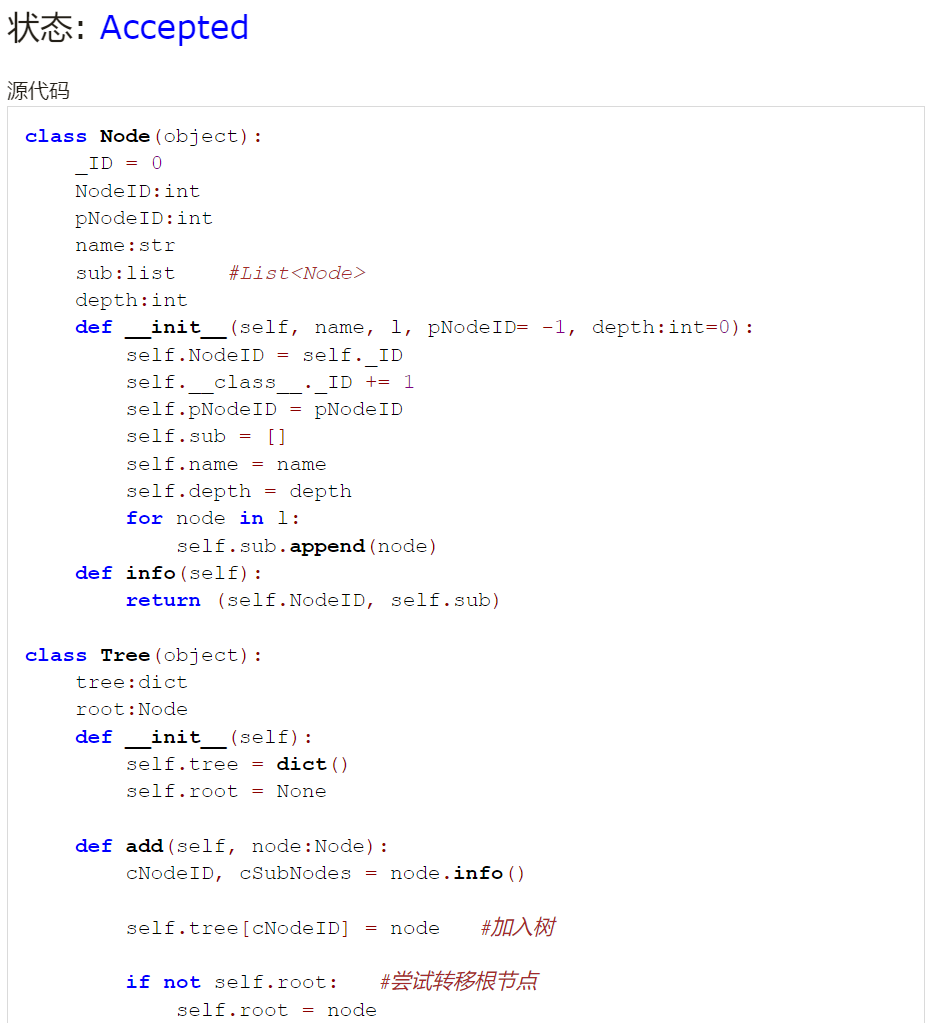 状态: Accepted
源代码
class Node(object):
    _ID = 0
    NodeID:int
    pNodeID:int
    name:str
    sub:list    #List<Node>
    depth:int
    def __init__(self, name, l, pNodeID= -1, depth:int=0):
        self.NodeID = self._ID
        self.__class__._ID += 1
        self.pNodeID = pNodeID
        self.sub = []
        self.name = name
        self.depth = depth
        for node in l:
            self.sub.append(node)
    def info(self):
        return (self.NodeID, self.sub)
class Tree(object):
    tree:dict
    root:Node
    def __init__(self):
        self.tree = dict()
        self.root = None
    def add(self, node:Node):
        cNodeID, cSubNodes = node.info()
        self.tree[cNodeID] = node   #加入树
        if not self.root:   #尝试转移根节点
            self.root = node